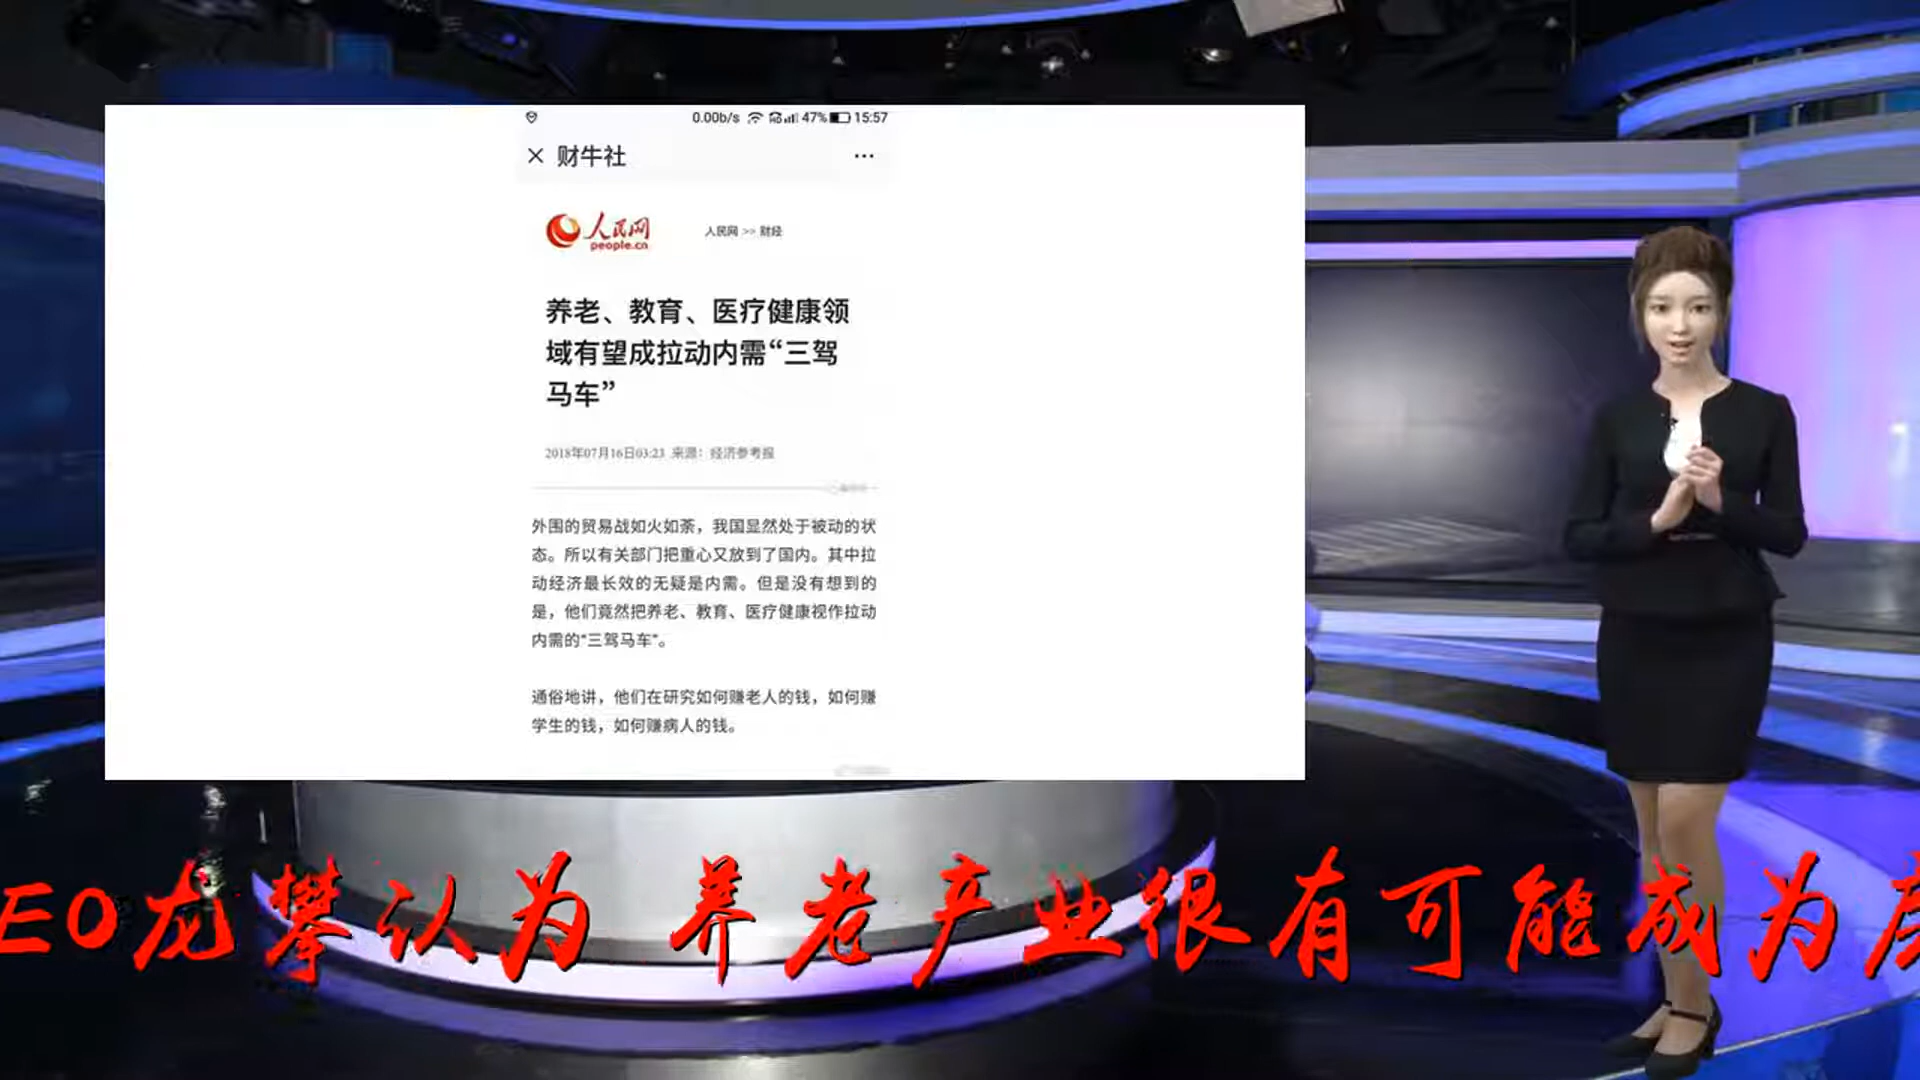 0.00b/s 47% 15:57
财牛社
人民网
people.cn
人民网 >> 财经
养老、教育、医疗健康领
域有望成拉动内需“三驾
马车”
2018年07月16日03:23 来源：经济参考报
外围的贸易战如火如荼，我国显然处于被动的状
态。所以有关部门把重心又放到了国内。其中拉
动经济最长效的无疑是内需。但是没有想到的
是，他们竟然把养老、教育、医疗健康视作拉动
内需的“三驾马车”。
通俗地讲，他们在研究如何赚老人的钱，如何赚
学生的钱，如何赚病人的钱。
EO龙攀认为 养老产业很有可能成为